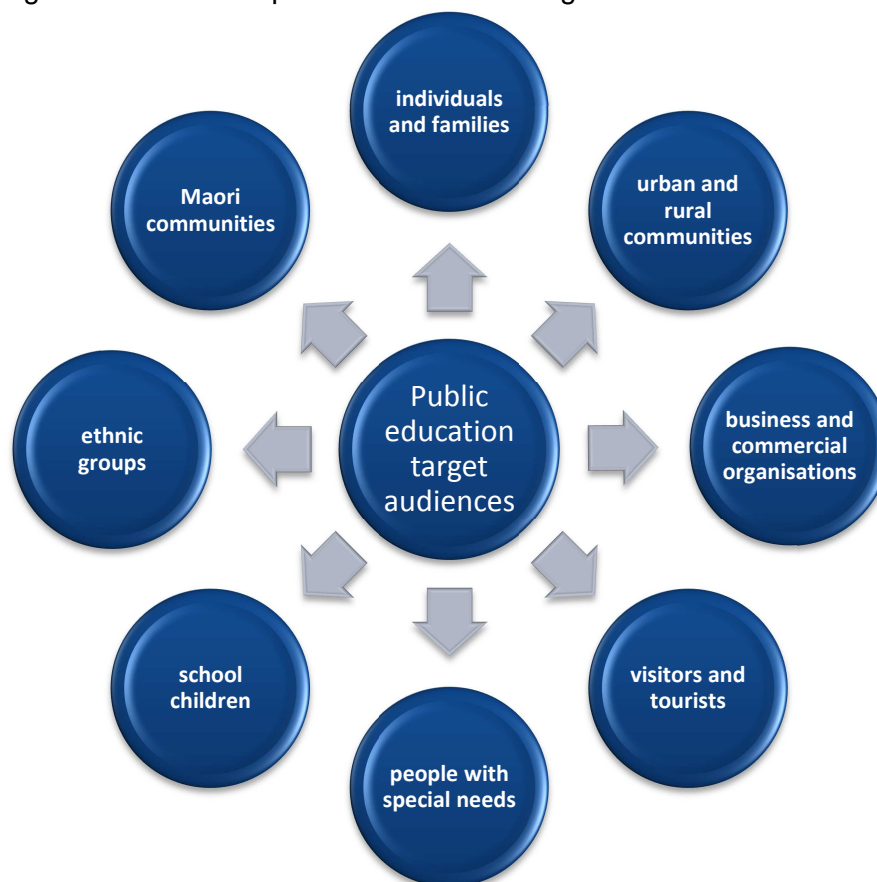 individuals
and families
Maori
communities
urban and
rural
communities
Public
education
target
audiences
ethnic
groups
business and
commercial
organisations
school
children
visitors and
tourists
people with
special needs